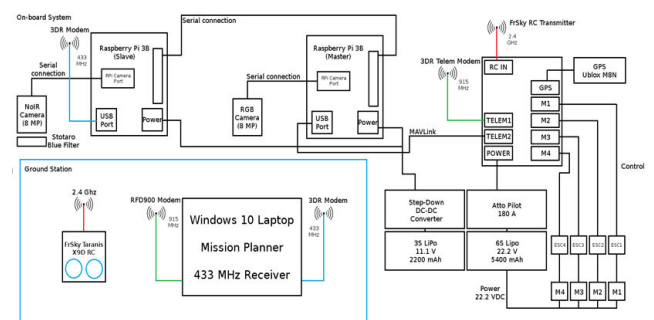 On-board System
3DR Modem
433
MHz
Serial
connection
NoIR
Camera
(8 MP)
Stotaro
Blue Filter
Raspberry Pi 3B
(Slave)
RPi Camera
Port
USB
Port
Power
Serial connection
Raspberry Pi 3B
(Master)
RPi Camera
Port
Serial connection
RGB
Camera
(8 MP)
USB
Port
Power
MAVLink
FrSky RC Transmitter
2.4
GHz
3DR Telem Modem
915
MHz
RC IN
GPS
Ublox M8N
GPS
M1
TELEM1
M2
TELEM2
M3
POWER
M4
Control
Step-Down
DC-DC
Converter
3S LiPo
11.1 V
2200 mAh
Atto Pilot
180 A
6S Lipo
22.2 V
5400 mAh
ESC4
ESC3
ESC2
ESC1
Power
22.2 VDC
M4
M3
M2
M1
Ground Station
2.4 Ghz
FrSky Taranis
X9D RC
RFD900 Modem
915
MHz
Windows 10 Laptop
Mission Planner
433 MHz Receiver
3DR Modem
433
MHz